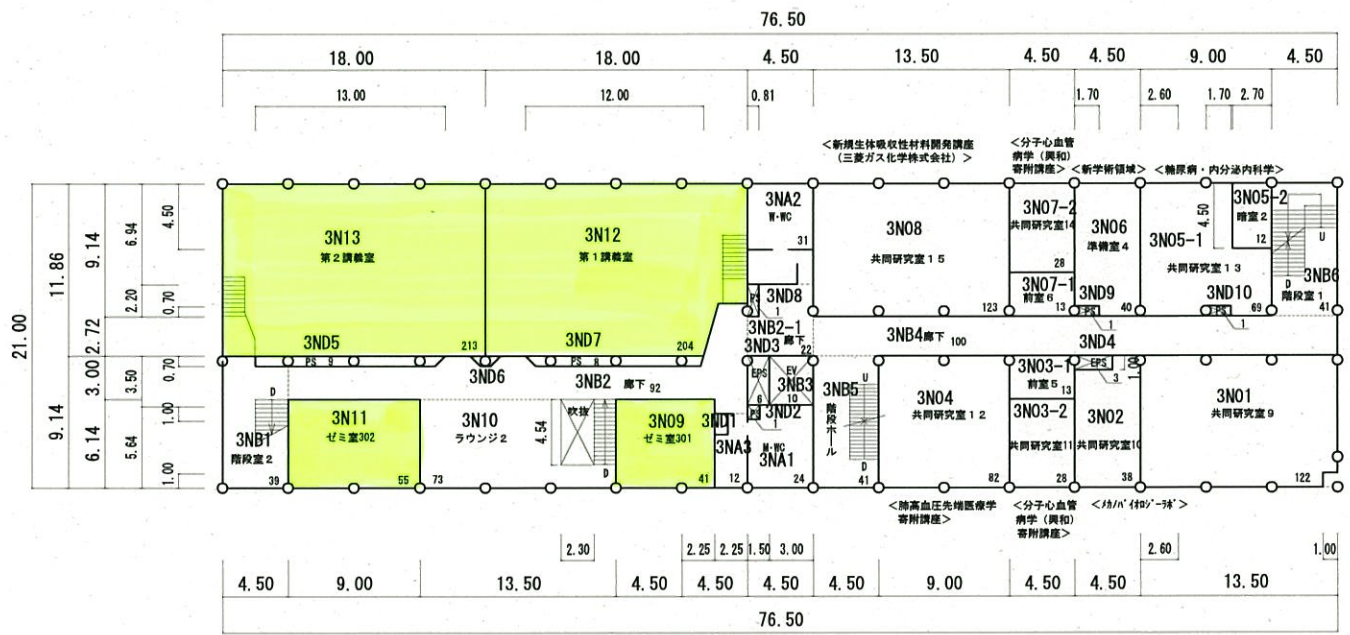 76.50
18.00 18.00 4.50 13.50 4.50 4.50 9.00 4.50
13.00 12.00 0.81 1.70 2.60 1.70 2.70
<新規生体吸収性材料開発講座
(三菱ガス化学株式会社)>
<分子心血管
病学(興和)
寄附講座>
<新学術領域>
<糖尿病・内分泌内科学>
21.00
11.86
9.14
9.14
2.72
3.00
6.14
6.94
2.20
3.50
5.64
4.50
0.70
0.70
1.00
1.00
3N13
第2講義室
213
3ND5
PS 9
3N12
第1講義室
204
3ND7
PS 8
3NA2
W・WC
31
PS
3ND8
1
3NB2-1
廊下
22
3N08
共同研究室15
123
3N07-2
共同研究室14
28
3N07-1
前室6
13
3N06
準備室4
40
3ND9
PS
1
3N05-1
共同研究室13
69
3N05-2
暗室2
12
4.50
3ND10
PS
1
U
D
3NB6
階段室1
41
3NB4廊下 100
3ND6
3NB2 廊下 92
3ND3
EPS
6
EV
3NB3
10
PS
3ND2
1
3ND4
EPS
3
1.00
D
3NB1
階段室2
39
3N11
ゼミ室302
55
3N10
ラウンジ2
73
吹抜
4.54
D
3N09
ゼミ室301
41
3ND1
3NA3
12
M・WC
3NA1
24
3NB5
階段ホール
U
D
41
3N04
共同研究室12
82
3N03-1
前室5
13
3N03-2
共同研究室11
28
3N02
共同研究室10
38
3N01
共同研究室9
122
<肺高血圧先端医療学
寄附講座>
<分子心血管
病学(興和)
寄附講座>
<メカノバイオロジーラボ>
2.30 2.25 2.25 1.50 3.00 2.60 1.00
4.50 9.00 13.50 4.50 4.50 4.50 4.50 9.00 4.50 4.50 13.50
76.50